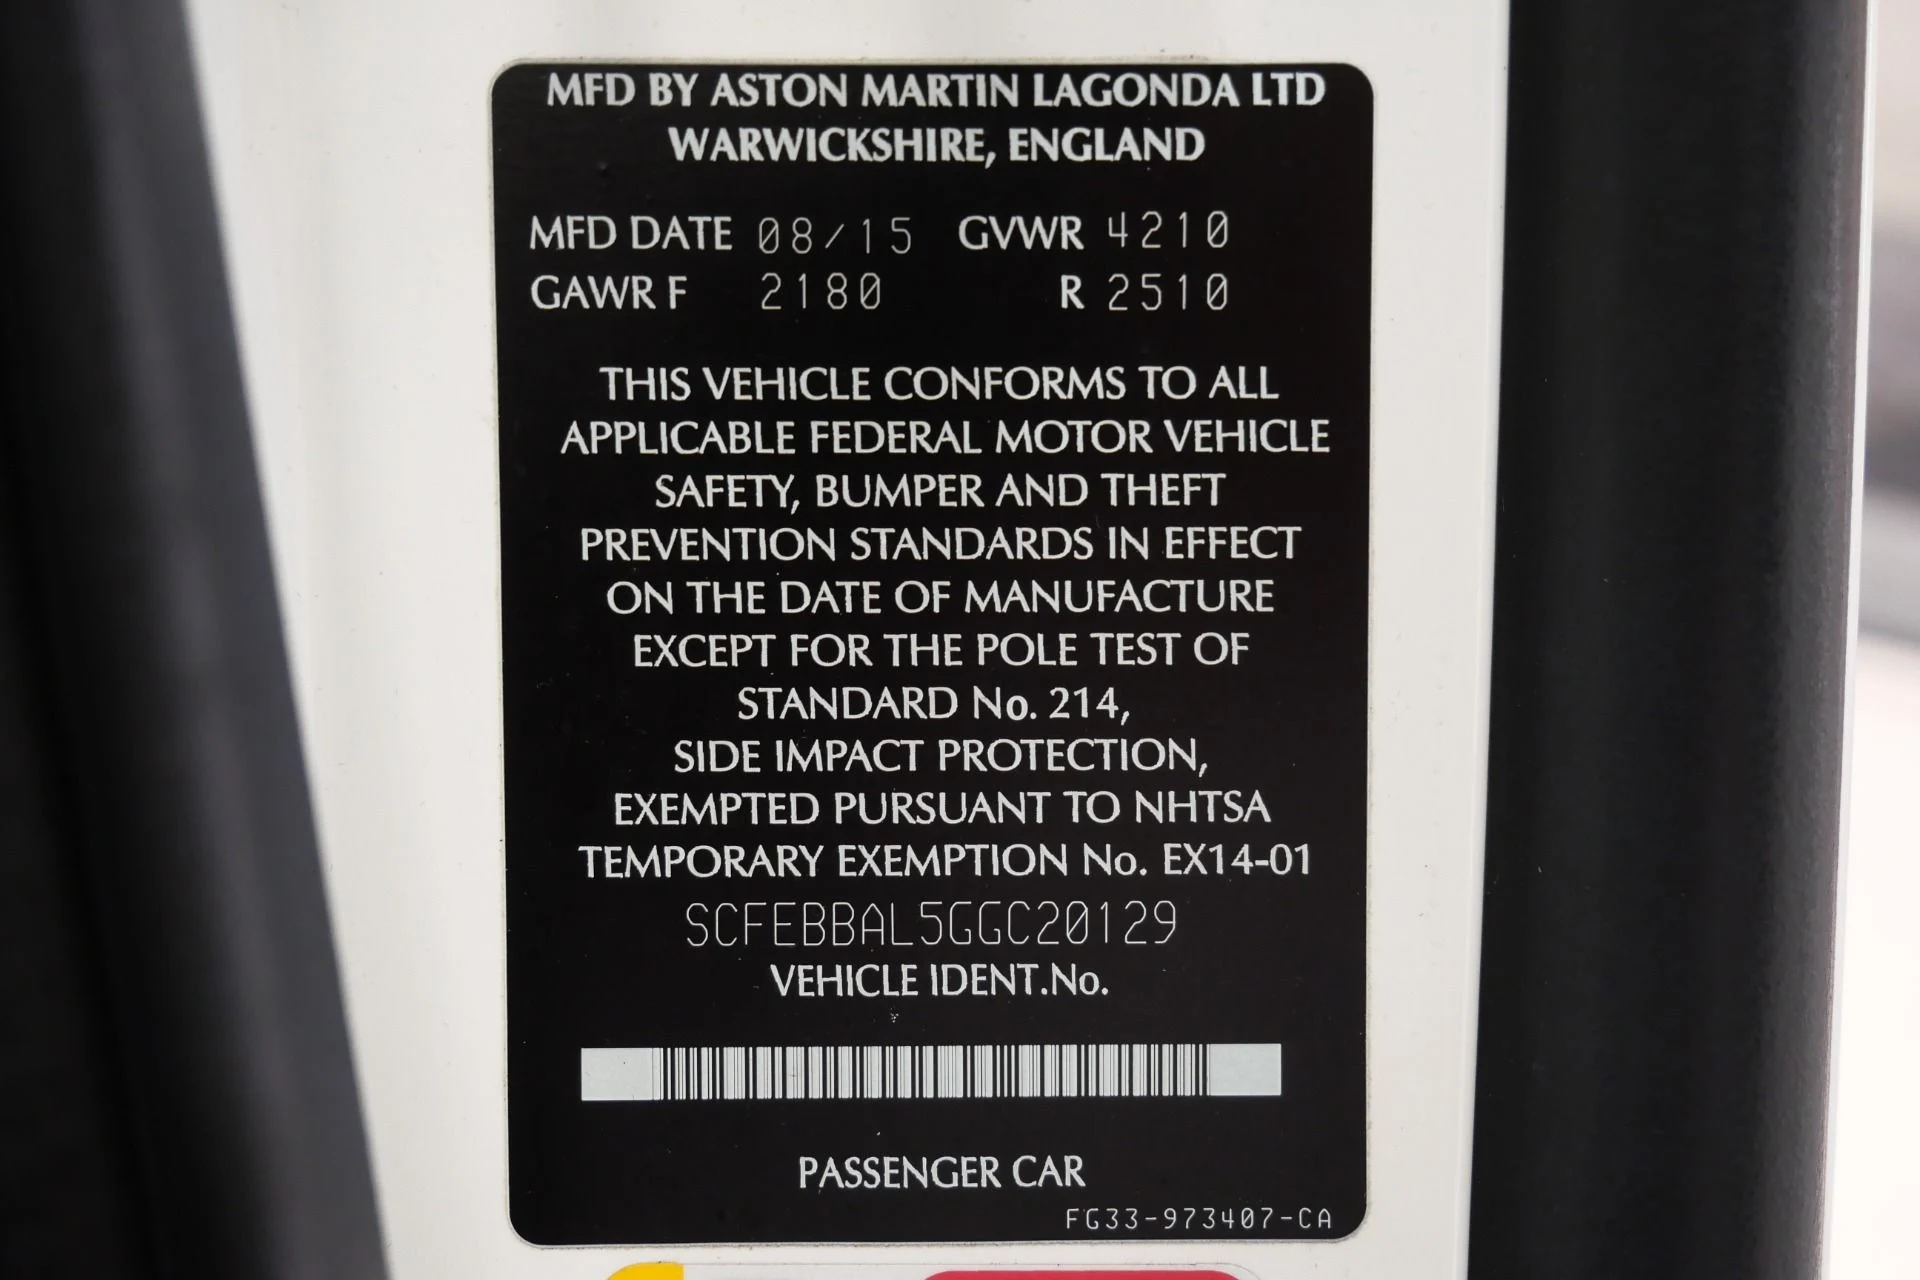 MFD BY ASTON MARTIN LAGONDA LTD
WARWICKSHIRE, ENGLAND
MFD DATE 08/15 GVWR 4210
GAWR F 2180 R 2510
THIS VEHICLE CONFORMS TO ALL
APPLICABLE FEDERAL MOTOR VEHICLE
SAFETY, BUMPER AND THEFT
PREVENTION STANDARDS IN EFFECT
ON THE DATE OF MANUFACTURE
EXCEPT FOR THE POLE TEST OF
STANDARD No. 214,
SIDE IMPACT PROTECTION,
EXEMPTED PURSUANT TO NHTSA
TEMPORARY EXEMPTION No. EX14-01
SCFEBBAL5GGC20129
VEHICLE IDENT.No.
PASSENGER CAR
FG33-973407-CA